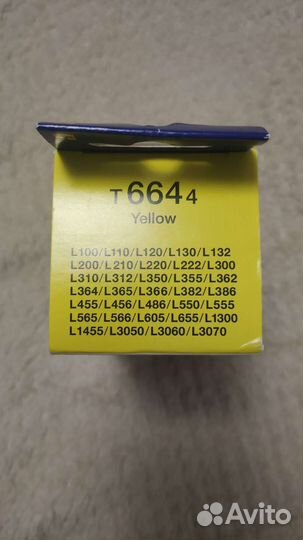 T6644
Yellow
L100/L110/L120/L130/L132
L200/L210/L220/L222/L300
L310/L312/L350/L355/L362
L364/L365/L366/L382/L386
L455/L456/L486/L550/L555
L565/L566/L605/L655/L1300
L1455/L3050/L3060/L3070
Avito